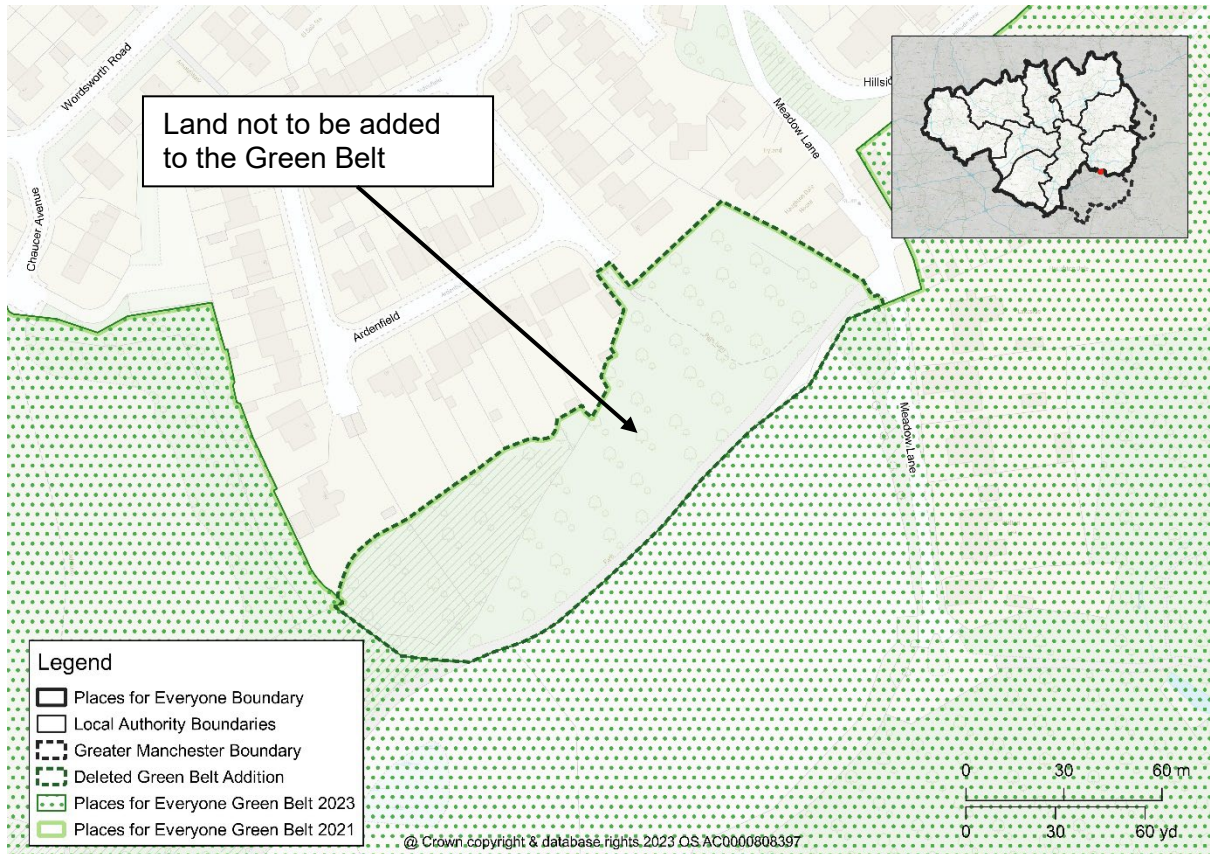 Wordsworth Road
Chaucer Avenue
Land not to be added
to the Green Belt
Meadow Lane
Hillsid
Ardenfield
Meadow Lane
Legend
Places for Everyone Boundary
Local Authority Boundaries
Greater Manchester Boundary
Deleted Green Belt Addition
Places for Everyone Green Belt 2023
Places for Everyone Green Belt 2021
0 30 60 m
0 30 60 yd
@ Crown copyright & database rights 2023 OS AC0000808397